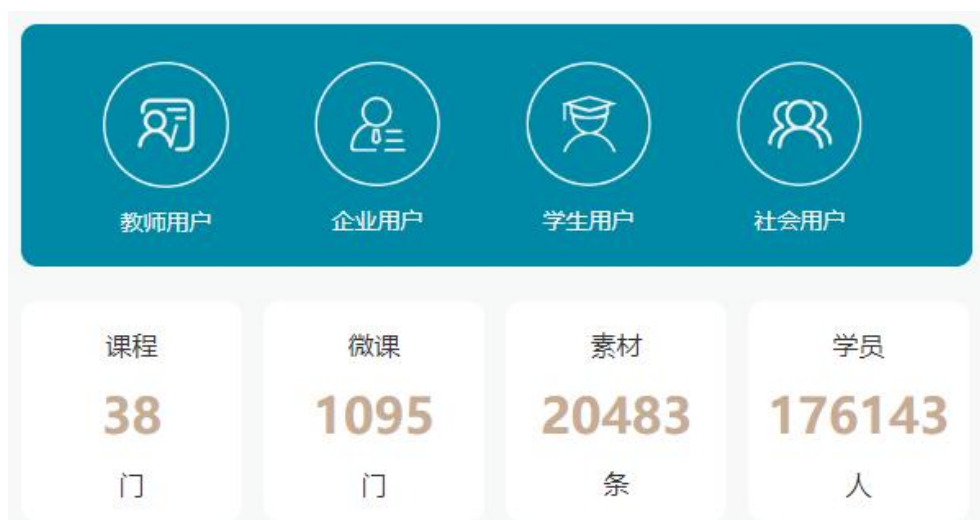 教师用户 企业用户 学生用户 社会用户
课程 微课 素材 学员
38 1095 20483 176143
门 门 条 人